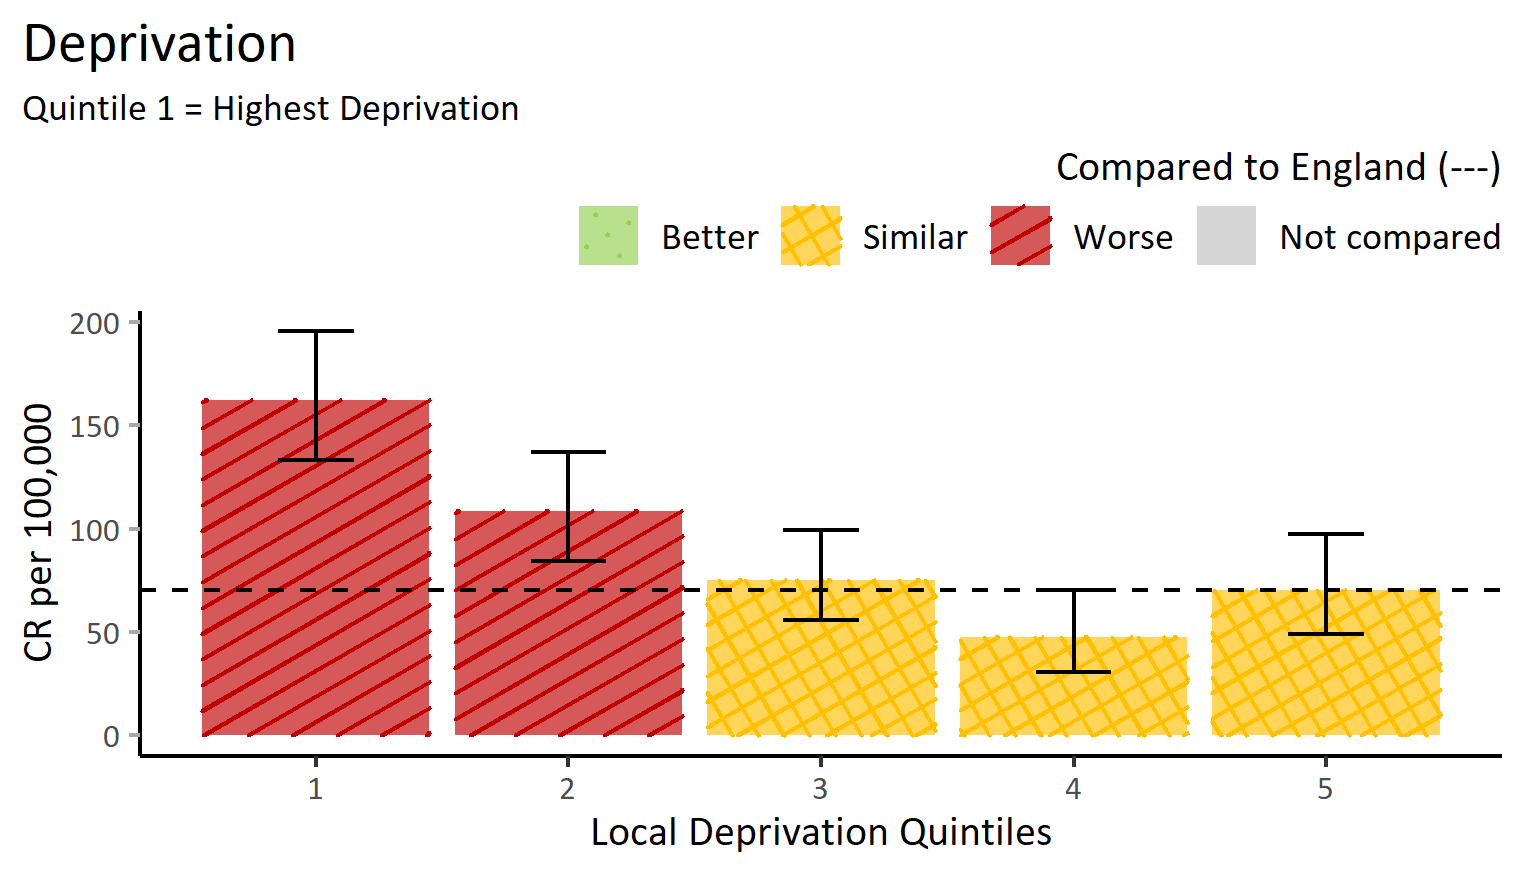 Deprivation
Quintile 1 = Highest Deprivation
Compared to England (---)
Better Similar Worse Not compared
CR per 100,000
200
150
100
50
0
1 2 3 4 5
Local Deprivation Quintiles